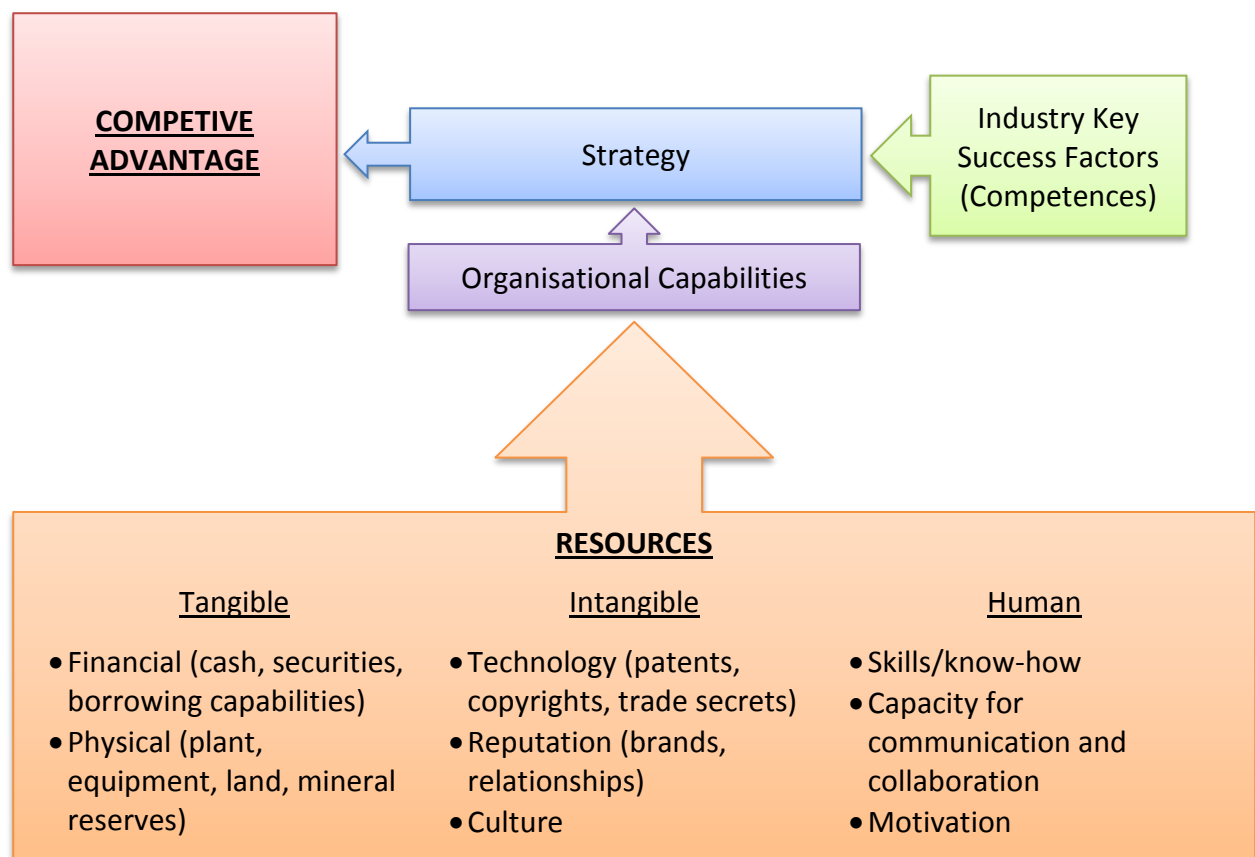 COMPETIVE
ADVANTAGE
Strategy
Industry Key
Success Factors
(Competences)
Organisational Capabilities
RESOURCES
Tangible
• Financial (cash, securities,
borrowing capabilities)
• Physical (plant,
equipment, land, mineral
reserves)
Intangible
• Technology (patents,
copyrights, trade secrets)
• Reputation (brands,
relationships)
• Culture
Human
• Skills/know-how
• Capacity for
communication and
collaboration
• Motivation